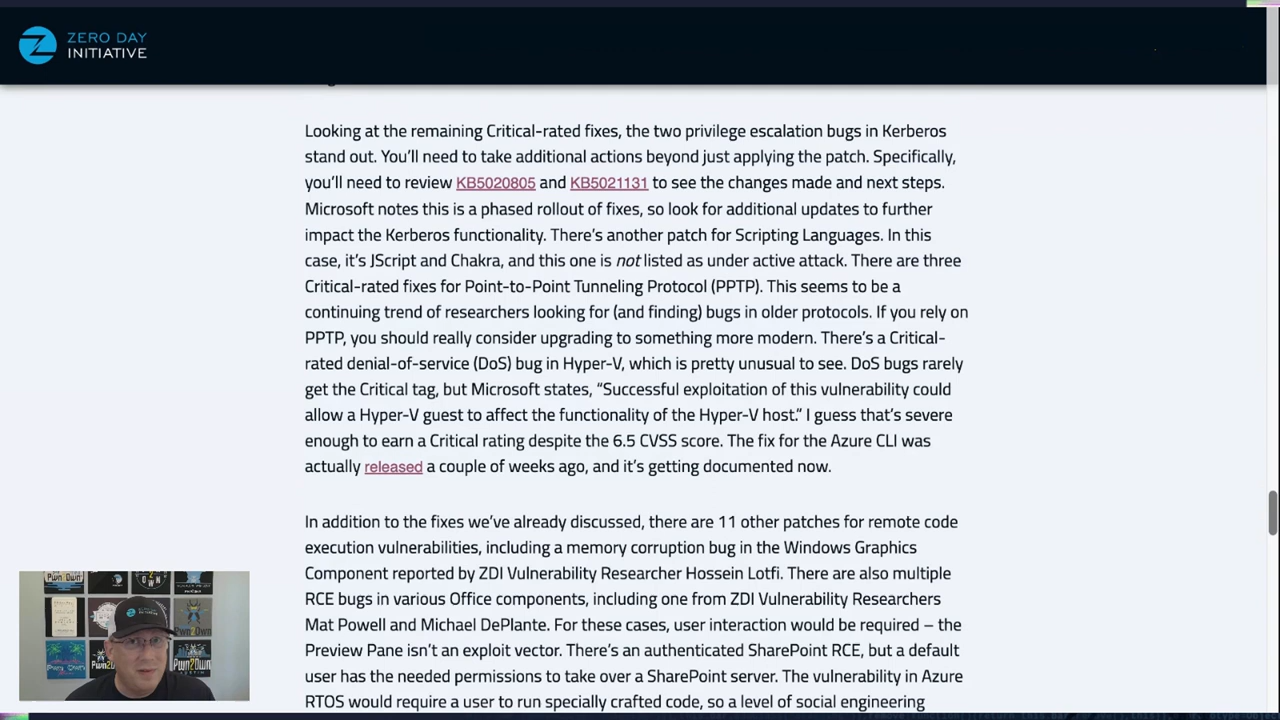 ZERO DAY
INITIATIVE
Looking at the remaining Critical-rated fixes, the two privilege escalation bugs in Kerberos
stand out. You'll need to take additional actions beyond just applying the patch. Specifically,
you'll need to review KB5020805 and KB5021131 to see the changes made and next steps.
Microsoft notes this is a phased rollout of fixes, so look for additional updates to further
impact the Kerberos functionality. There's another patch for Scripting Languages. In this
case, it's JScript and Chakra, and this one is not listed as under active attack. There are three
Critical-rated fixes for Point-to-Point Tunneling Protocol (PPTP). This seems to be a
continuing trend of researchers looking for (and finding) bugs in older protocols. If you rely on
PPTP, you should really consider upgrading to something more modern. There's a Critical-
rated denial-of-service (DoS) bug in Hyper-V, which is pretty unusual to see. DoS bugs rarely
get the Critical tag, but Microsoft states, “Successful exploitation of this vulnerability could
allow a Hyper-V guest to affect the functionality of the Hyper-V host.” I guess that's severe
enough to earn a Critical rating despite the 6.5 CVSS score. The fix for the Azure CLI was
actually released a couple of weeks ago, and it's getting documented now.
In addition to the fixes we've already discussed, there are 11 other patches for remote code
execution vulnerabilities, including a memory corruption bug in the Windows Graphics
Component reported by ZDI Vulnerability Researcher Hossein Lotfi. There are also multiple
RCE bugs in various Office components, including one from ZDI Vulnerability Researchers
Mat Powell and Michael DePlante. For these cases, user interaction would be required – the
Preview Pane isn't an exploit vector. There's an authenticated SharePoint RCE, but a default
user has the needed permissions to take over a SharePoint server. The vulnerability in Azure
RTOS would require a user to run specially crafted code, so a level of social engineering
Pwn2Own